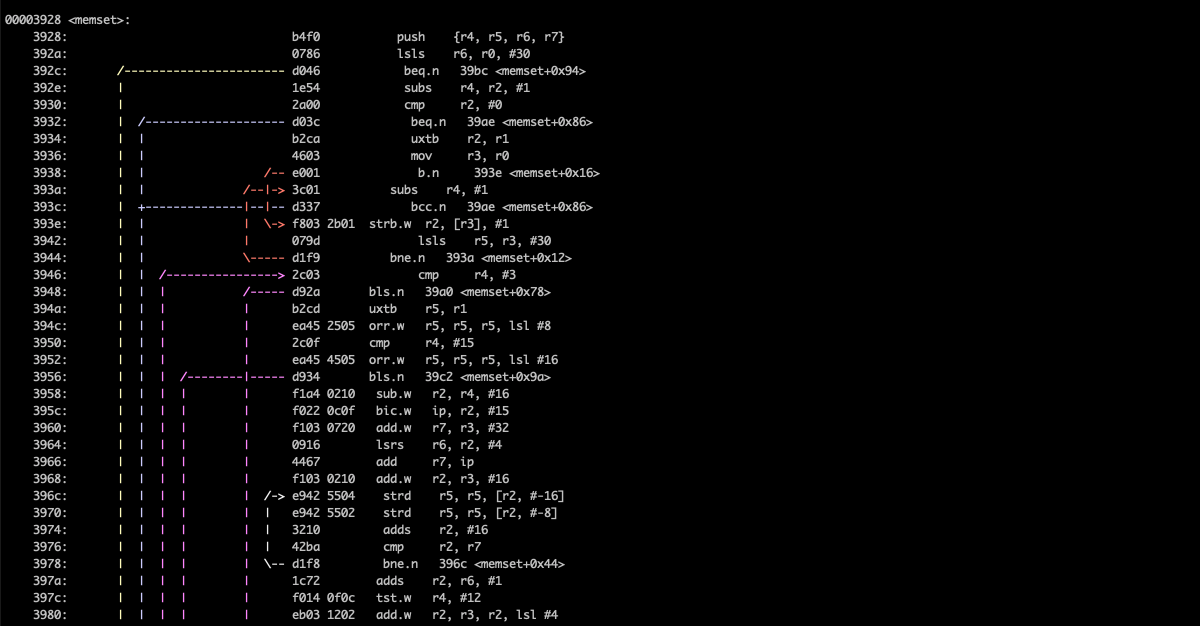 00003928 <memset>:
3928: b4f0 push {r4, r5, r6, r7}
392a: 0786 lsls r6, r0, #30
392c: /----------------------- d046 beq.n 39bc <memset+0x94>
392e: | 1e54 subs r4, r2, #1
3930: | 2a00 cmp r2, #0
3932: | /-------------------- d03c beq.n 39ae <memset+0x86>
3934: | | b2ca uxtb r2, r1
3936: | | 4603 mov r3, r0
3938: | | /-- e001 b.n 393e <memset+0x16>
393a: | | /--|-> 3c01 subs r4, #1
393c: | +--------------|--|-- d337 bcc.n 39ae <memset+0x86>
393e: | | | \-> f803 2b01 strb.w r2, [r3], #1
3942: | | | 079d lsls r5, r3, #30
3944: | | \----- d1f9 bne.n 393a <memset+0x12>
3946: | | /----------------> 2c03 cmp r4, #3
3948: | | | /----- d92a bls.n 39a0 <memset+0x78>
394a: | | | | b2cd uxtb r5, r1
394c: | | | | ea45 2505 orr.w r5, r5, r5, lsl #8
3950: | | | | 2c0f cmp r4, #15
3952: | | | | ea45 4505 orr.w r5, r5, r5, lsl #16
3956: | | | /--------|----- d934 bls.n 39c2 <memset+0x9a>
3958: | | | | | f1a4 0210 sub.w r2, r4, #16
395c: | | | | | f022 0c0f bic.w ip, r2, #15
3960: | | | | | f103 0720 add.w r7, r3, #32
3964: | | | | | 0916 lsrs r6, r2, #4
3966: | | | | | 4467 add r7, ip
3968: | | | | | f103 0210 add.w r2, r3, #16
396c: | | | | | /-> e942 5504 strd r5, r5, [r2, #-16]
3970: | | | | | | e942 5502 strd r5, r5, [r2, #-8]
3974: | | | | | | 3210 adds r2, #16
3976: | | | | | | 42ba cmp r2, r7
3978: | | | | | \-- d1f8 bne.n 396c <memset+0x44>
397a: | | | | | 1c72 adds r2, r6, #1
397c: | | | | | f014 0f0c tst.w r4, #12
3980: | | | | | eb03 1202 add.w r2, r3, r2, lsl #4